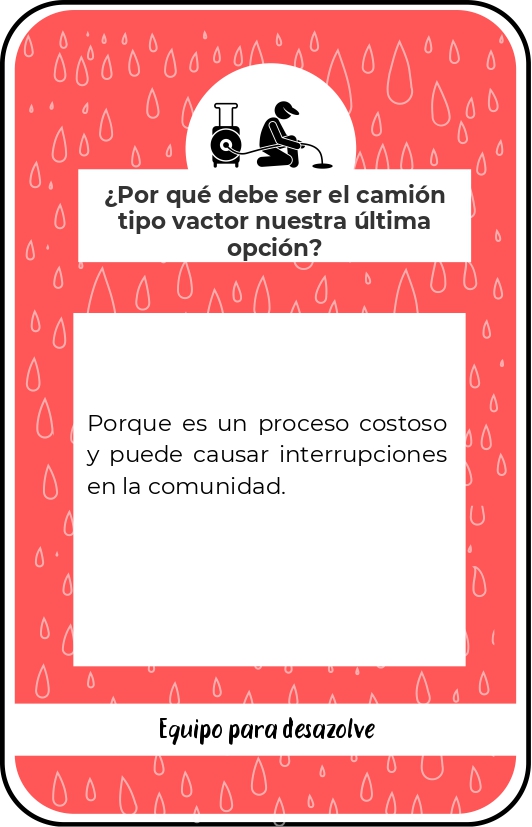 ¿Por qué debe ser el camión
tipo vactor nuestra última
opción?
Porque es un proceso costoso
y puede causar interrupciones
en la comunidad.
Equipo para desazolve